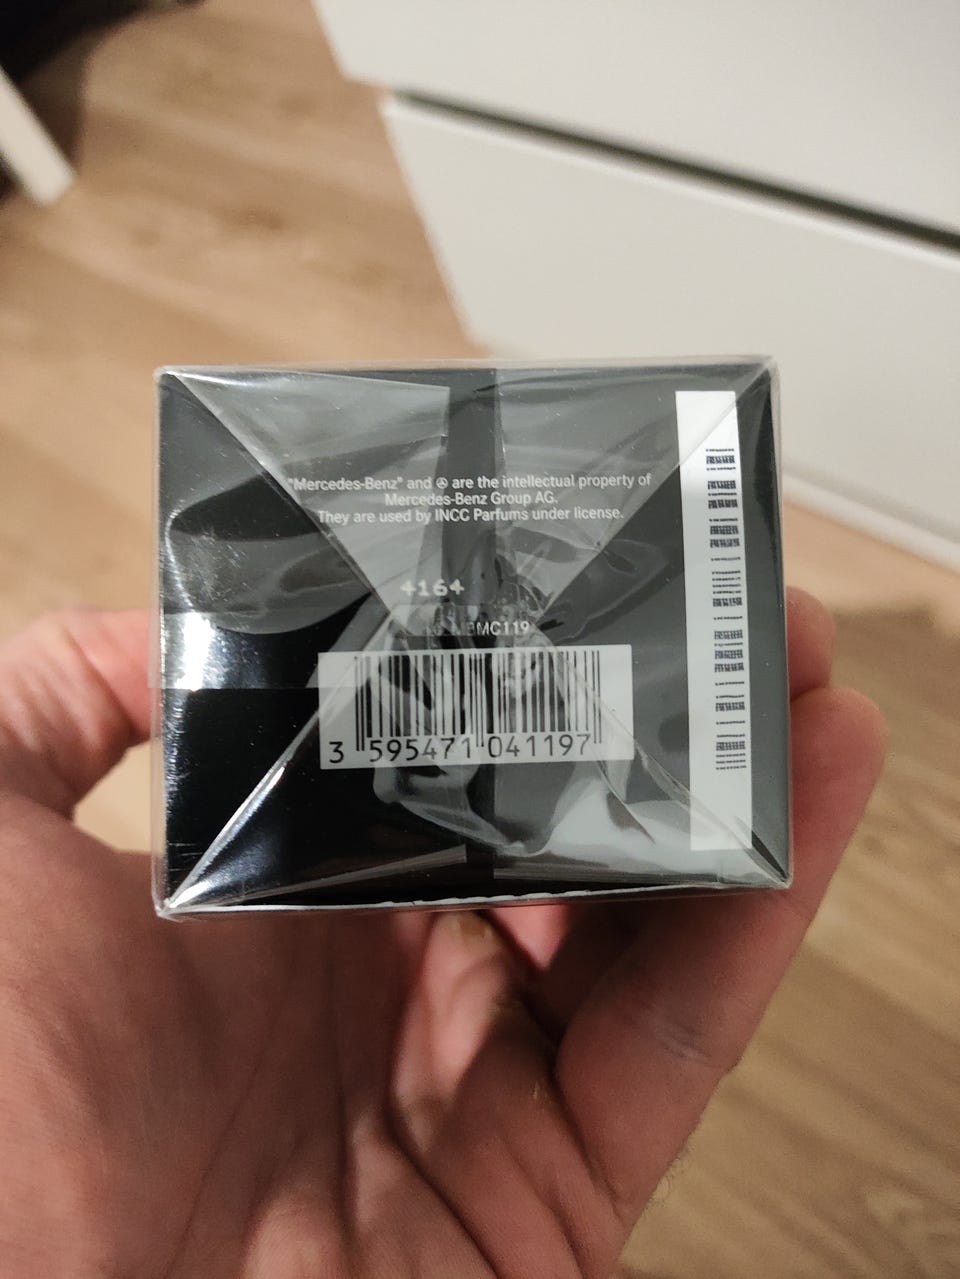 "Mercedes-Benz" and are the intellectual property of
Mercedes-Benz Group AG.
They are used by INCC Parfums under license.
4164
3 595471 041197